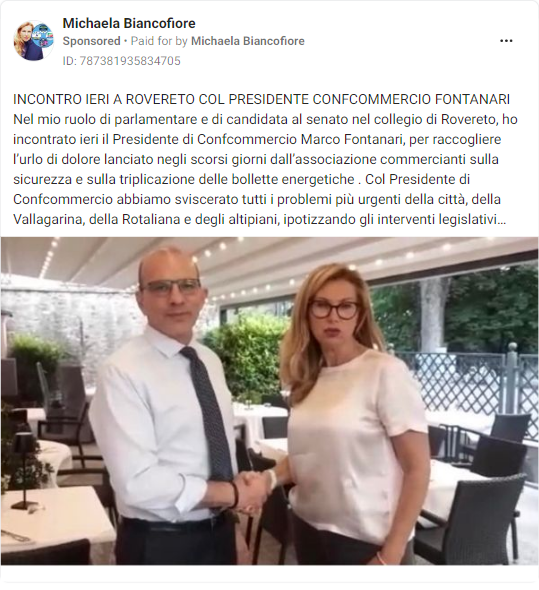 Michaela Biancofiore
Sponsored • Paid for by Michaela Biancofiore
ID: 787381935834705
INCONTRO IERI A ROVERETO COL PRESIDENTE CONFCOMMERCIO FONTANARI
Nel mio ruolo di parlamentare e di candidata al senato nel collegio di Rovereto, ho
incontrato ieri il Presidente di Confcommercio Marco Fontanari, per raccogliere
l'urlo di dolore lanciato negli scorsi giorni dall'associazione commercianti sulla
sicurezza e sulla triplicazione delle bollette energetiche . Col Presidente di
Confcommercio abbiamo sviscerato tutti i problemi più urgenti della città, della
Vallagarina, della Rotaliana e degli altipiani, ipotizzando gli interventi legislativi...